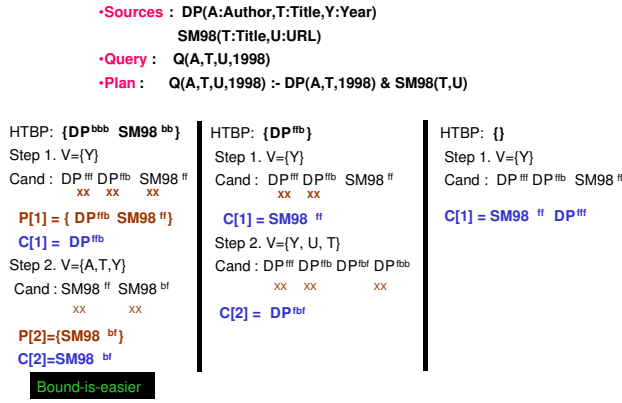 •Sources : DP(A:Author,T:Title,Y:Year)
SM98(T:Title,U:URL)
•Query : Q(A,T,U,1998)
•Plan : Q(A,T,U,1998) :- DP(A,T,1998) & SM98(T,U)
HTBP: {DP^bbb SM98 ^bb}
Step 1. V={Y}
Cand : DP^fff DP^ffb SM98 ^ff
xx xx xx
P[1] = { DP^ffb SM98 ^ff}
C[1] = DP^ffb
Step 2. V={A,T,Y}
Cand : SM98 ^ff SM98 ^bf
xx xx
P[2]={SM98 ^bf}
C[2]=SM98 ^bf
Bound-is-easier
HTBP: {DP^ffb}
Step 1. V={Y}
Cand : DP^fff DP^ffb SM98 ^ff
xx xx
C[1] = SM98 ^ff
Step 2. V={Y, U, T}
Cand : DP^fff DP^ffb DP^fbf DP^fbb
xx xx xx
C[2] = DP^fbf
HTBP: {}
Step 1. V={Y}
Cand : DP^fff DP^ffb SM98 ^ff
C[1] = SM98 ^ff DP^fff